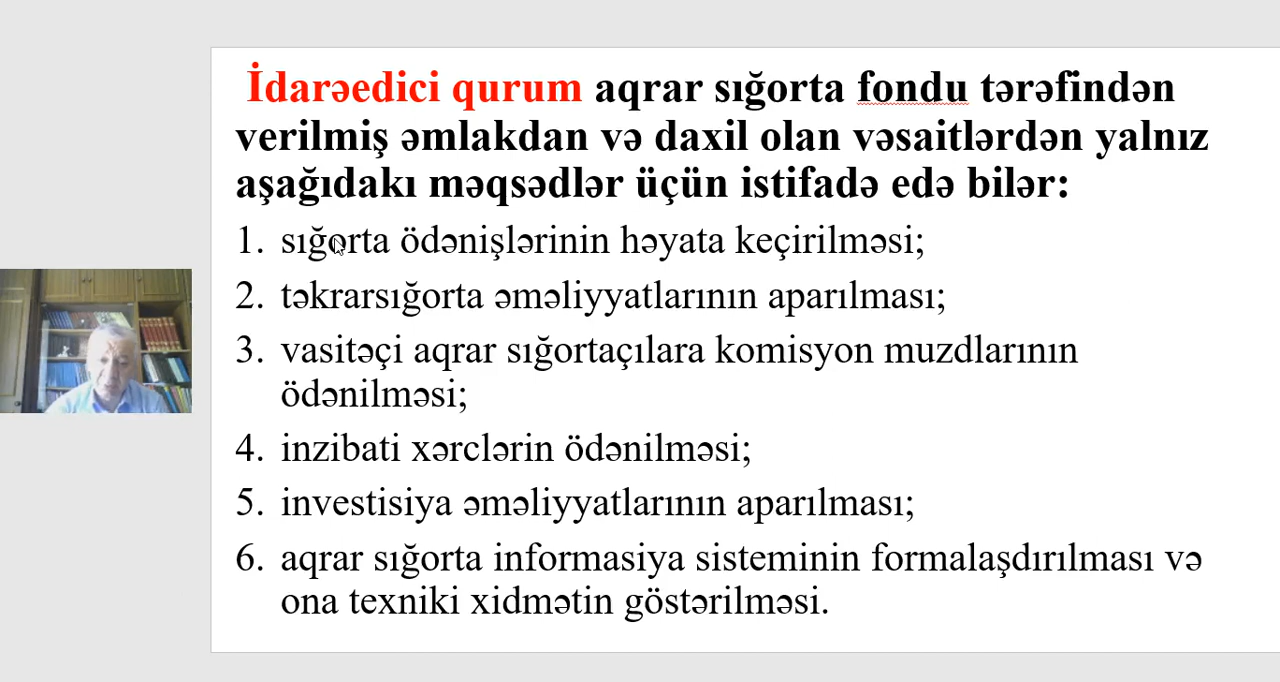 İdarəedici qurum aqrar sığorta fondu tərəfindən
verilmiş əmlakdan və daxil olan vəsaitlərdən yalnız
aşağıdakı məqsədlər üçün istifadə edə bilər:
1. sığorta ödənişlərinin həyata keçirilməsi;
2. təkrarsığorta əməliyyatlarının aparılması;
3. vasitəçi aqrar sığortaçılara komisyon muzdlarının
ödənilməsi;
4. inzibati xərclərin ödənilməsi;
5. investisiya əməliyyatlarının aparılması;
6. aqrar sığorta informasiya sisteminin formalaşdırılması və
ona texniki xidmətin göstərilməsi.